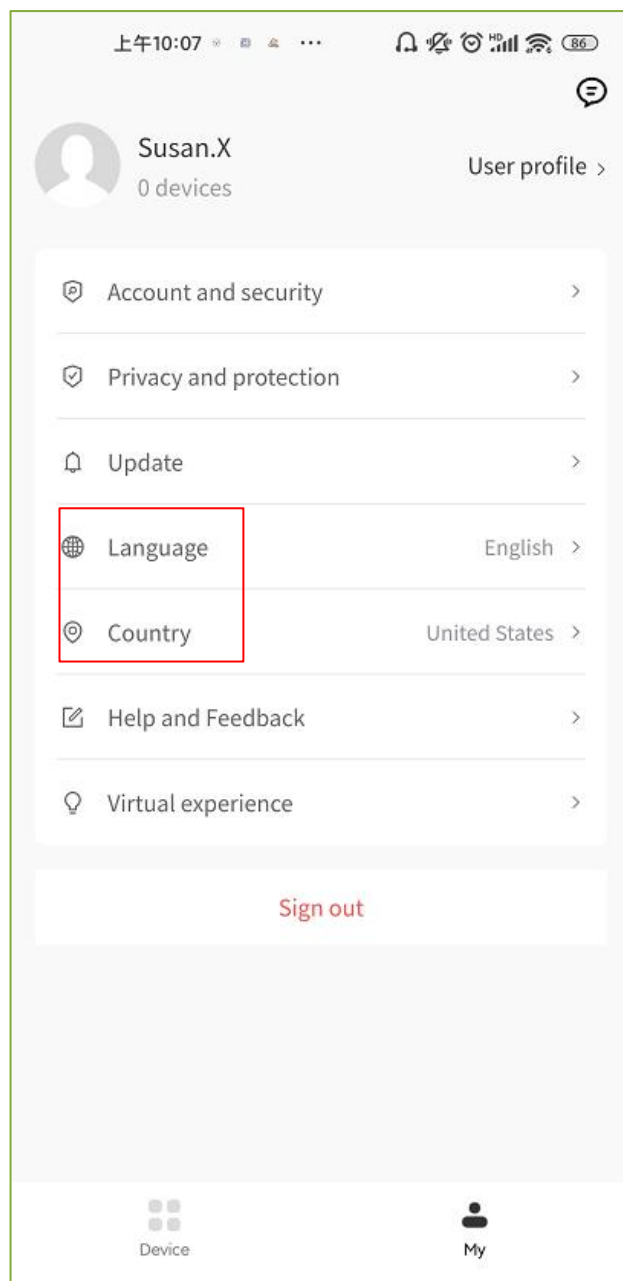 上午10:07 ... HD 86
Susan.X
0 devices
User profile >
Account and security >
Privacy and protection >
Update >
Language English >
Country United States >
Help and Feedback >
Virtual experience >
Sign out
Device
My